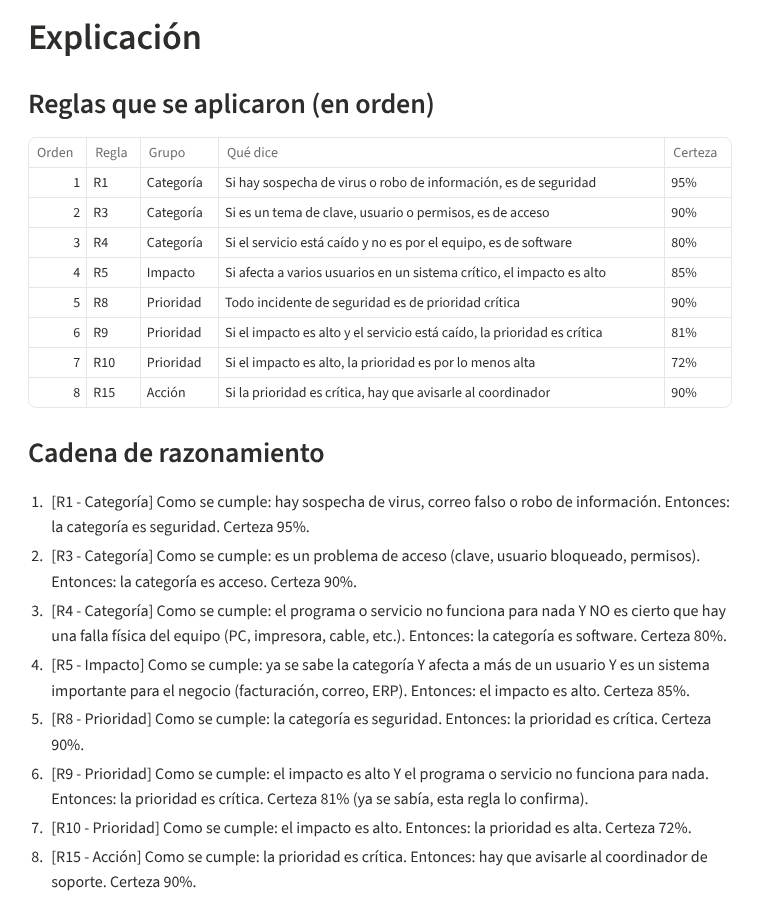 Explicación
Reglas que se aplicaron (en orden)
Orden Regla Grupo Qué dice Certeza
1 R1 Categoría Si hay sospecha de virus o robo de información, es de seguridad 95%
2 R3 Categoría Si es un tema de clave, usuario o permisos, es de acceso 90%
3 R4 Categoría Si el servicio está caído y no es por el equipo, es de software 80%
4 R5 Impacto Si afecta a varios usuarios en un sistema crítico, el impacto es alto 85%
5 R8 Prioridad Todo incidente de seguridad es de prioridad crítica 90%
6 R9 Prioridad Si el impacto es alto y el servicio está caído, la prioridad es crítica 81%
7 R10 Prioridad Si el impacto es alto, la prioridad es por lo menos alta 72%
8 R15 Acción Si la prioridad es crítica, hay que avisarle al coordinador 90%
Cadena de razonamiento
1. [R1 - Categoría] Como se cumple: hay sospecha de virus, correo falso o robo de información. Entonces:
la categoría es seguridad. Certeza 95%.
2. [R3 - Categoría] Como se cumple: es un problema de acceso (clave, usuario bloqueado, permisos).
Entonces: la categoría es acceso. Certeza 90%.
3. [R4 - Categoría] Como se cumple: el programa o servicio no funciona para nada Y NO es cierto que hay
una falla física del equipo (PC, impresora, cable, etc.). Entonces: la categoría es software. Certeza 80%.
4. [R5 - Impacto] Como se cumple: ya se sabe la categoría Y afecta a más de un usuario Y es un sistema
importante para el negocio (facturación, correo, ERP). Entonces: el impacto es alto. Certeza 85%.
5. [R8 - Prioridad] Como se cumple: la categoría es seguridad. Entonces: la prioridad es crítica. Certeza
90%.
6. [R9 - Prioridad] Como se cumple: el impacto es alto Y el programa o servicio no funciona para nada.
Entonces: la prioridad es crítica. Certeza 81% (ya se sabía, esta regla lo confirma).
7. [R10 - Prioridad] Como se cumple: el impacto es alto. Entonces: la prioridad es alta. Certeza 72%.
8. [R15 - Acción] Como se cumple: la prioridad es crítica. Entonces: hay que avisarle al coordinador de
soporte. Certeza 90%.